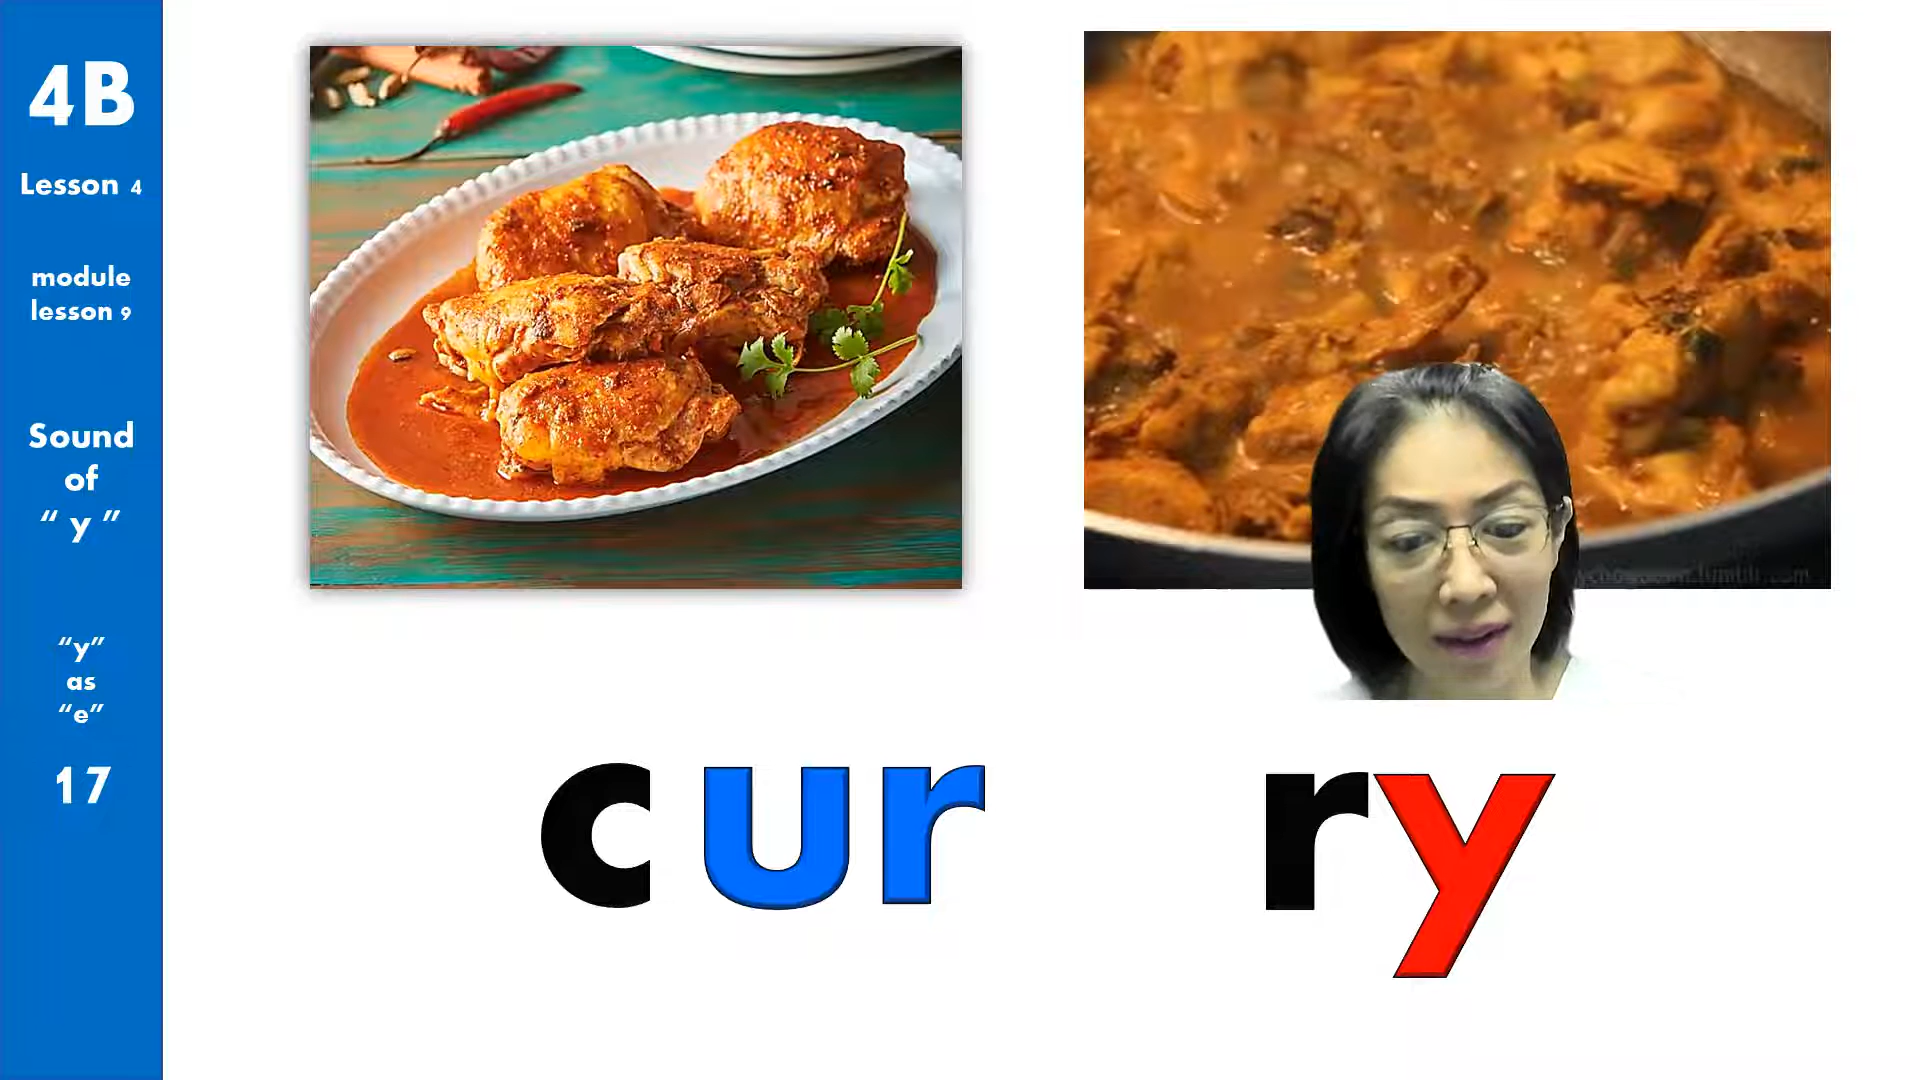 4B
Lesson 4
module
lesson 9
Sound
of
“ y ”
“y”
as
“e”
17
cur ry